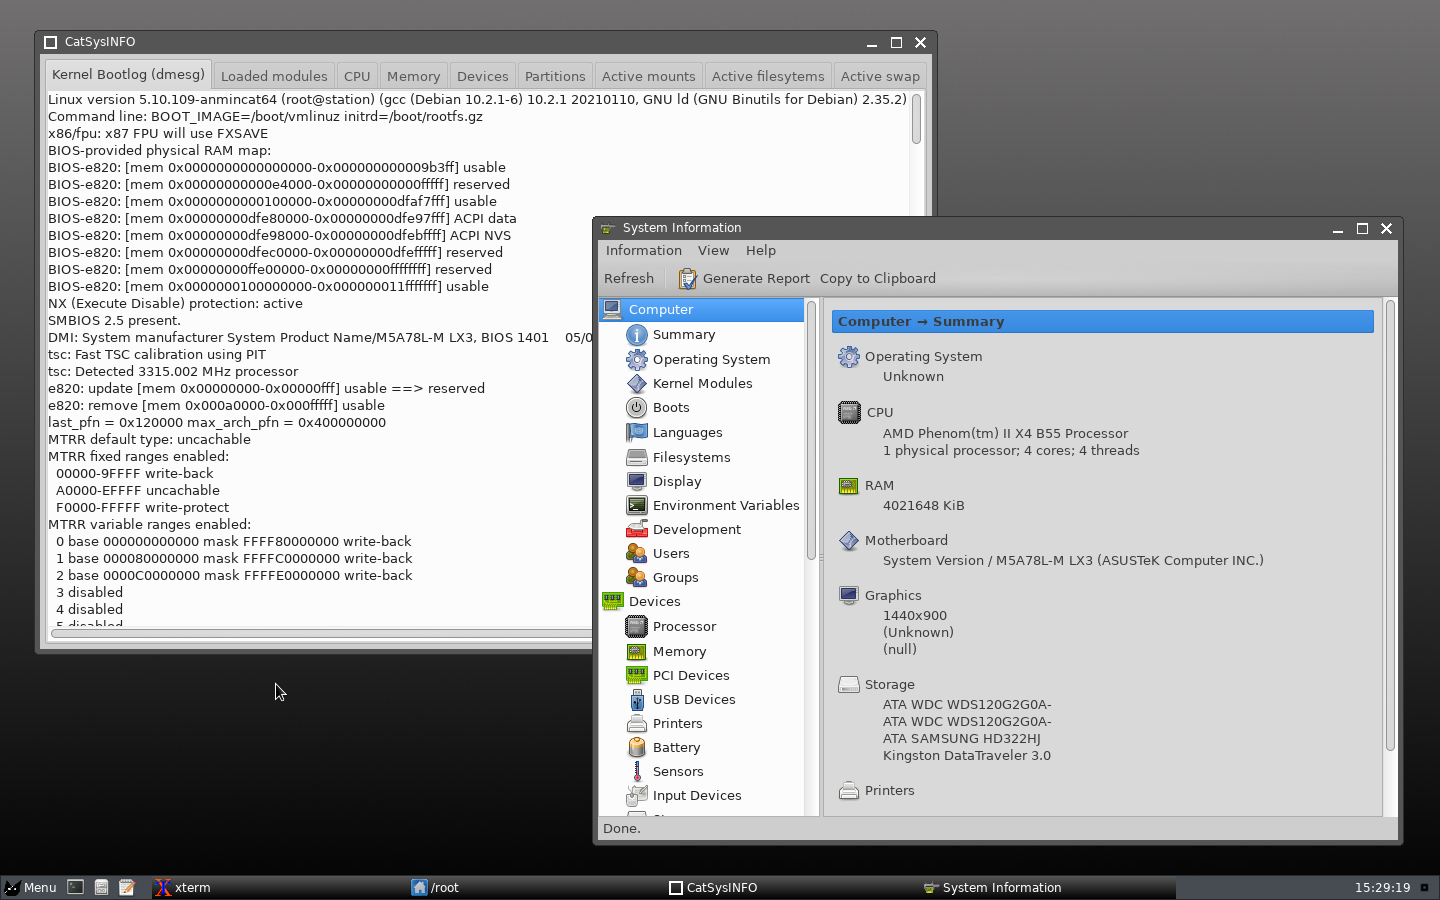 CatSysINFO
Kernel Bootlog (dmesg) Loaded modules CPU Memory Devices Partitions Active mounts Active filesytems Active swap
Linux version 5.10.109-anmincat64 (root@station) (gcc (Debian 10.2.1-6) 10.2.1 20210110, GNU ld (GNU Binutils for Debian) 2.35.2)
Command line: BOOT_IMAGE=/boot/vmlinuz initrd=/boot/rootfs.gz
x86/fpu: x87 FPU will use FXSAVE
BIOS-provided physical RAM map:
BIOS-e820: [mem 0x0000000000000000-0x000000000009b3ff] usable
BIOS-e820: [mem 0x00000000000e4000-0x00000000000fffff] reserved
BIOS-e820: [mem 0x0000000000100000-0x00000000dfaf7fff] usable
BIOS-e820: [mem 0x00000000dfe80000-0x00000000dfe97fff] ACPI data
BIOS-e820: [mem 0x00000000dfe98000-0x00000000dfebffff] ACPI NVS
BIOS-e820: [mem 0x00000000dfec0000-0x00000000dfefffff] reserved
BIOS-e820: [mem 0x00000000ffe00000-0x00000000ffffffff] reserved
BIOS-e820: [mem 0x0000000100000000-0x000000011fffffff] usable
NX (Execute Disable) protection: active
SMBIOS 2.5 present.
DMI: System manufacturer System Product Name/M5A78L-M LX3, BIOS 1401 05/0
tsc: Fast TSC calibration using PIT
tsc: Detected 3315.002 MHz processor
e820: update [mem 0x00000000-0x00000fff] usable ==> reserved
e820: remove [mem 0x000a0000-0x000fffff] usable
last_pfn = 0x120000 max_arch_pfn = 0x400000000
MTRR default type: uncachable
MTRR fixed ranges enabled:
00000-9FFFF write-back
A0000-EFFFF uncachable
F0000-FFFFF write-protect
MTRR variable ranges enabled:
0 base 000000000000 mask FFFF80000000 write-back
1 base 000080000000 mask FFFFC0000000 write-back
2 base 0000C0000000 mask FFFFE0000000 write-back
3 disabled
4 disabled
5 disabled
System Information
Information View Help
Refresh Generate Report Copy to Clipboard
Computer
Summary
Operating System
Kernel Modules
Boots
Languages
Filesystems
Display
Environment Variables
Development
Users
Groups
Devices
Processor
Memory
PCI Devices
USB Devices
Printers
Battery
Sensors
Input Devices
Computer → Summary
Operating System
Unknown
CPU
AMD Phenom(tm) II X4 B55 Processor
1 physical processor; 4 cores; 4 threads
RAM
4021648 KiB
Motherboard
System Version / M5A78L-M LX3 (ASUSTeK Computer INC.)
Graphics
1440x900
(Unknown)
(null)
Storage
ATA WDC WDS120G2G0A-
ATA WDC WDS120G2G0A-
ATA SAMSUNG HD322HJ
Kingston DataTraveler 3.0
Printers
Done.
Menu xterm /root CatSysINFO System Information 15:29:19